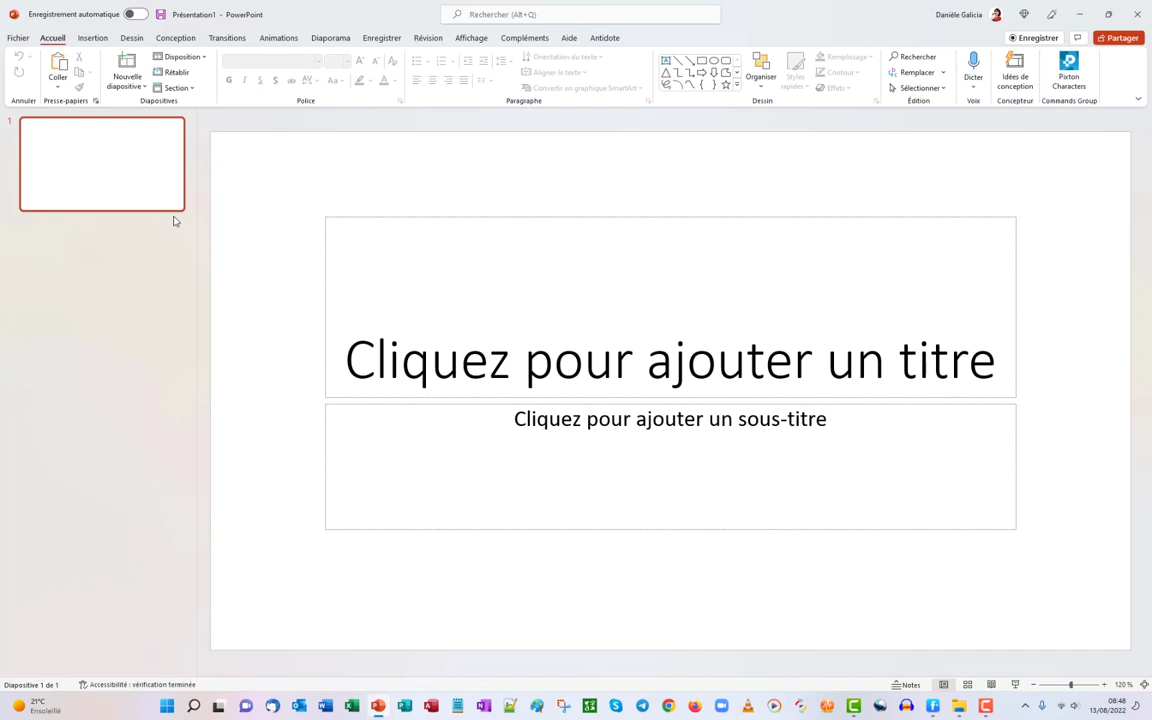 Enregistrement automatique Présentation1 - PowerPoint Rechercher (Alt+Q) Danièle Galicia
Fichier Accueil Insertion Dessin Conception Transitions Animations Diaporama Enregistrer Révision Affichage Compléments Aide Antidote Enregistrer Partager
Coller
Nouvelle diapositive
Disposition
Rétablir
Section
G I S S AV Aa A
Orientation du texte
Aligner le texte
Convertir en graphique SmartArt
Organiser
Styles rapides
Remplissage
Contour
Effets
Rechercher
Remplacer
Sélectionner
Dicter
Idées de conception
Pixton Characters
Annuler Presse-papiers Diapositives Police Paragraphe Dessin Édition Voix Concepteur Commands Group
1
Cliquez pour ajouter un titre
Cliquez pour ajouter un sous-titre
Diapositive 1 de 1 Accessibilité : vérification terminée Notes 120 %
21°C
Ensoleillé
08:48
13/08/2022